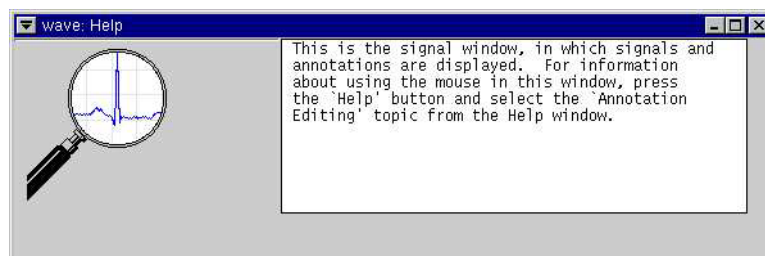 wave: Help
This is the signal window, in which signals and
annotations are displayed.  For information
about using the mouse in this window, press
the `Help' button and select the `Annotation
Editing' topic from the Help window.